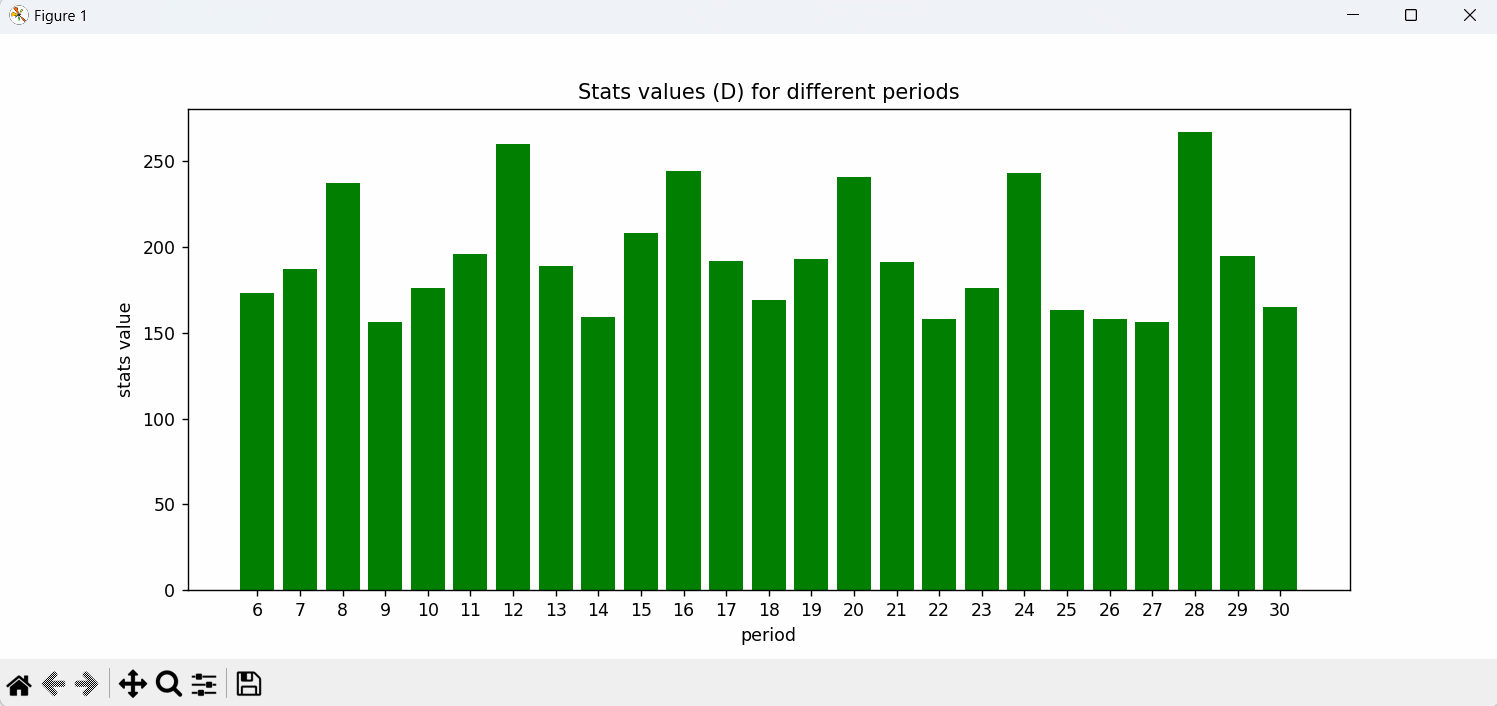 Figure 1
Stats values (D) for different periods
250
200
150
100
50
0
stats value
6 7 8 9 10 11 12 13 14 15 16 17 18 19 20 21 22 23 24 25 26 27 28 29 30
period